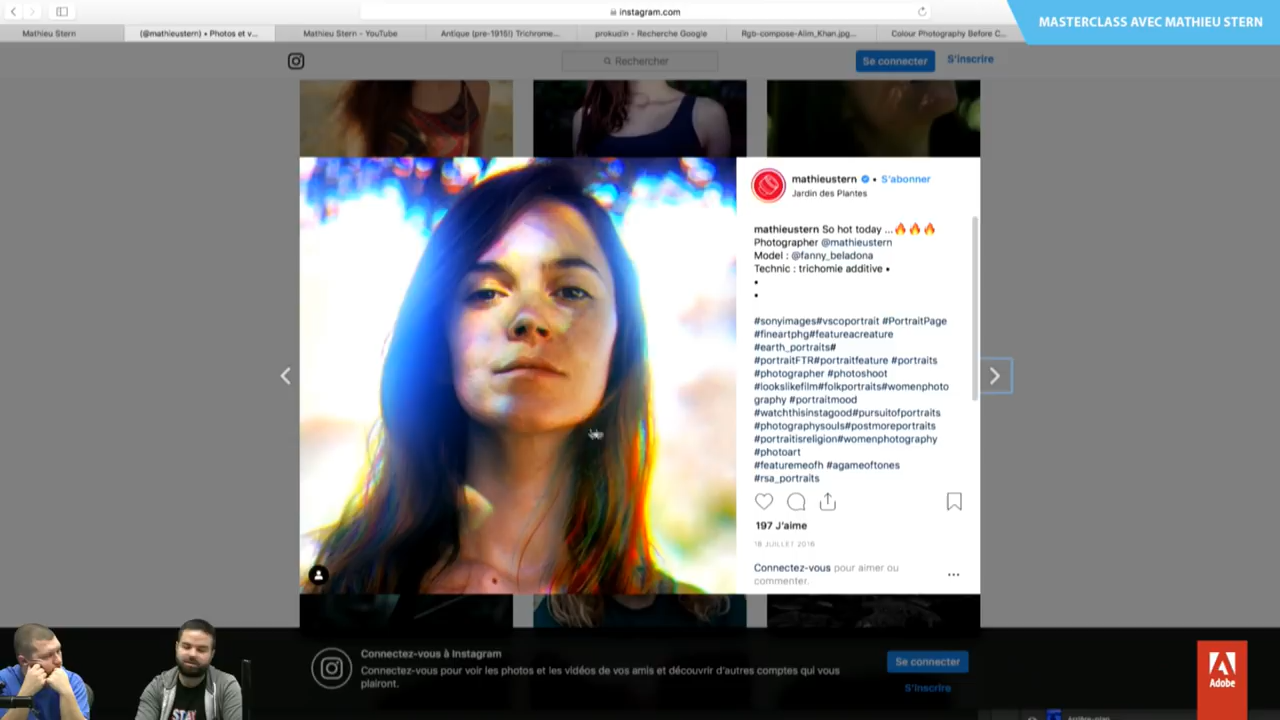 instagram.com
MASTERCLASS AVEC MATHIEU STERN
Mathieu Stern
(@mathieustern) • Photos et v...
Mathieu Stern - YouTube
Antique (pre-1915!) Trichrome...
prokudin - Recherche Google
Rgb-compose-Alim_Khan.jpg...
Colour Photography Before C...
Rechercher
Se connecter
S'inscrire
mathieustern • S'abonner
Jardin des Plantes
mathieustern So hot today ...🔥🔥🔥
Photographer @mathieustern
Model : @fanny_beladona
Technic : trichomie additive •
•
•
#sonyimages#vscoportrait #PortraitPage
#fineartphg#featureacreature
#earth_portraits#
#portraitFTR#portraitfeature #portraits
#photographer #photoshoot
#lookslikefilm#folkportraits#womenphoto
graphy #portraitmood
#watchthisinstagood#pursuitofportraits
#photographysouls#postmoreportraits
#portraitisreligion#womenphotography
#photoart
#featuremeofh #agameoftones
#rsa_portraits
197 J'aime
18 JUILLET 2018
Connectez-vous pour aimer ou
commenter.
Connectez-vous à Instagram
Connectez-vous pour voir les photos et les vidéos de vos amis et découvrir d'autres comptes qui vous
plairont.
Se connecter
S'inscrire
STAY
Adobe